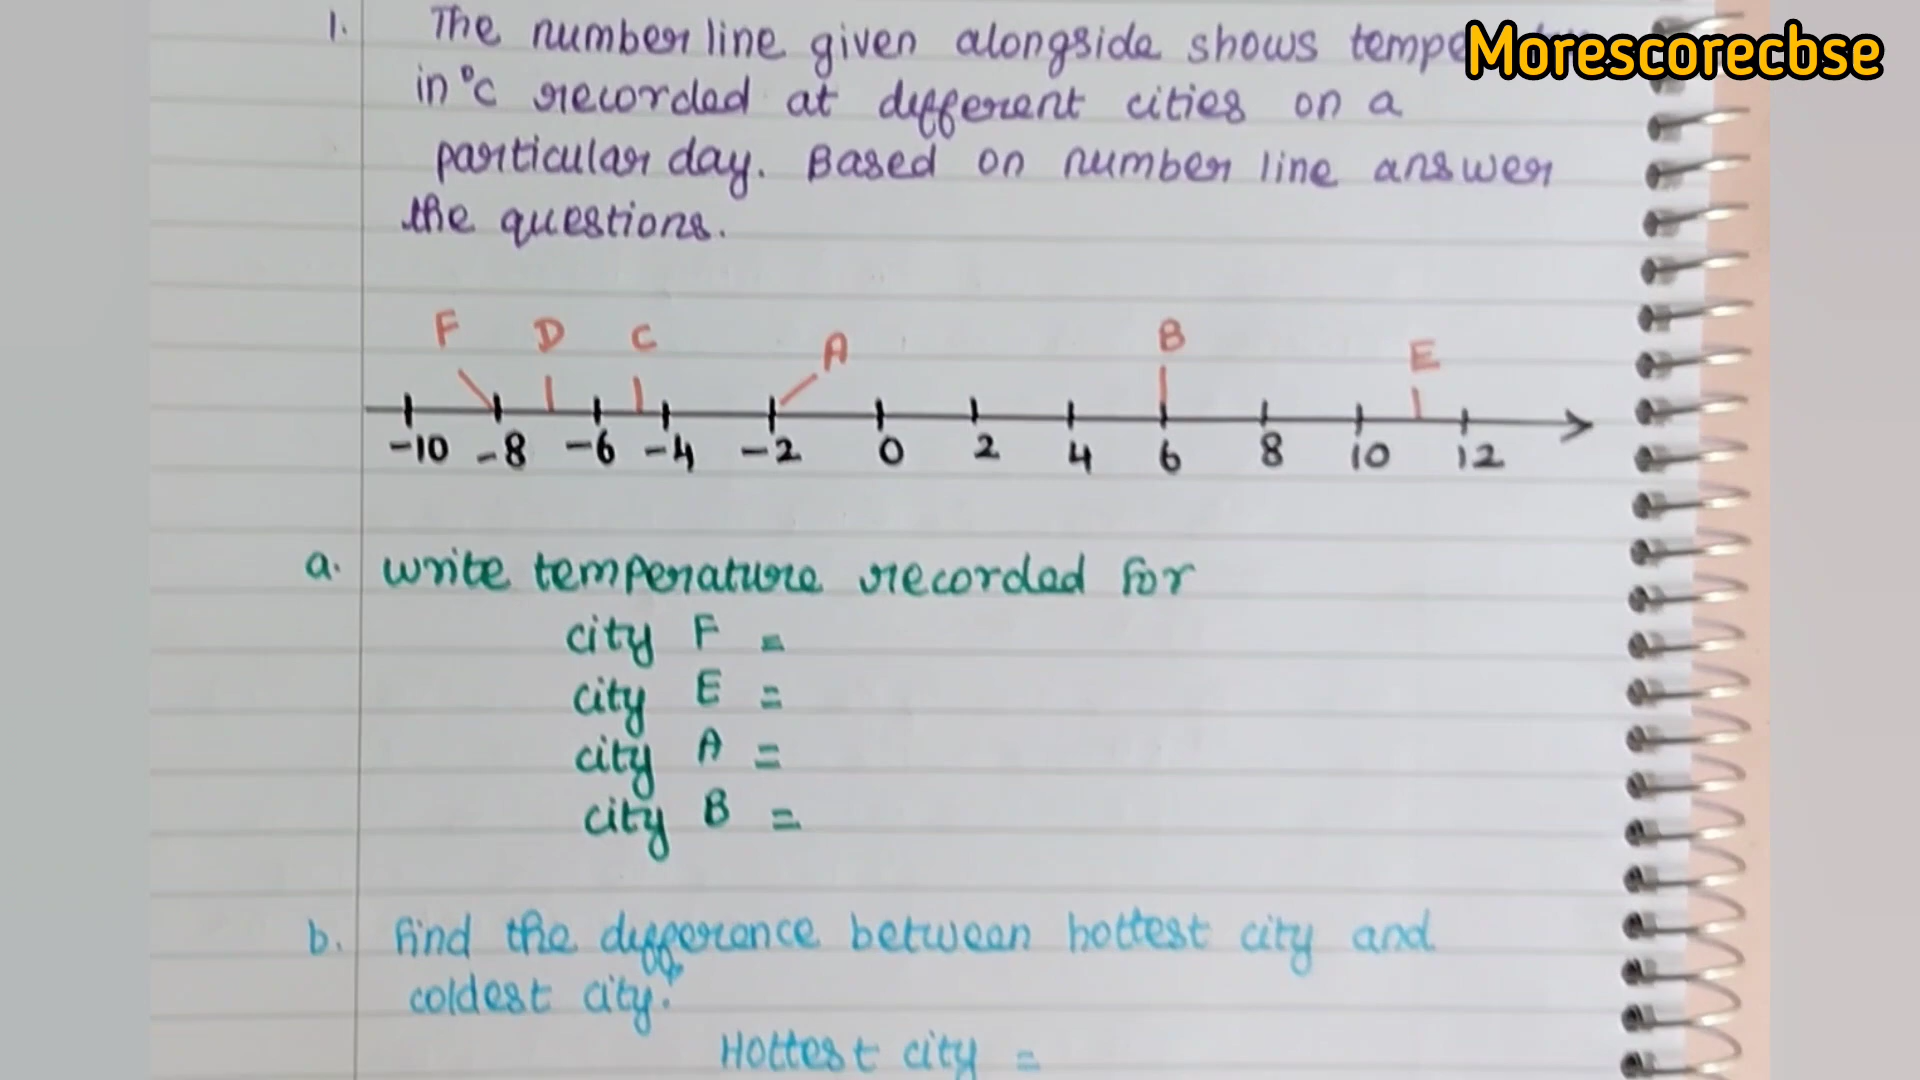 Morescorecbse
1. The number line given alongside shows
in °c recorded at different cities on a
particular day. Based on number line answer
the questions.
F D C A B E
-10 -8 -6 -4 -2 0 2 4 6 8 10 12
a. write temperature recorded for
city F =
city E =
city A =
city B =
b. Find the difference between hottest city and
coldest city.
Hottest city =